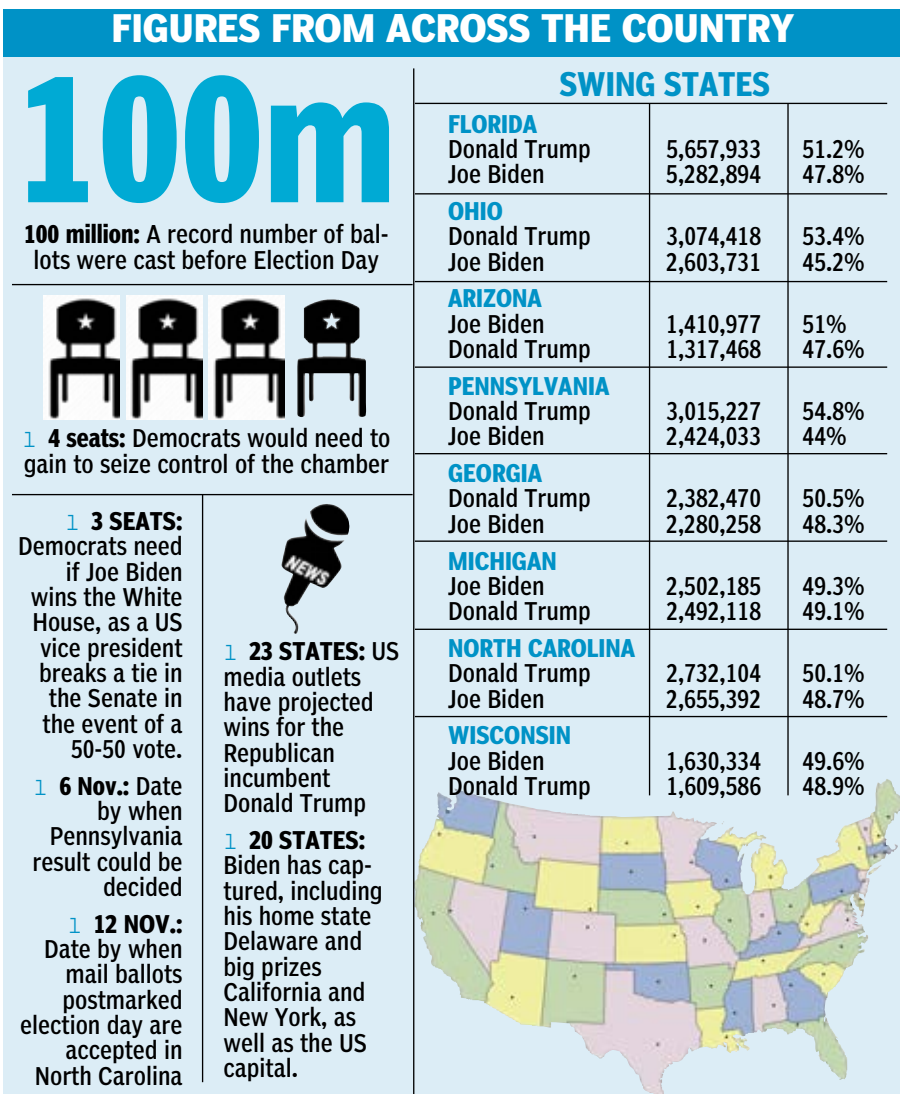 FIGURES FROM ACROSS THE COUNTRY
100m
100 million: A record number of bal-
lots were cast before Election Day
1 4 seats: Democrats would need to
gain to seize control of the chamber
1 3 SEATS:
Democrats need
if Joe Biden
wins the White
House, as a US
vice president
breaks a tie in
the Senate in
the event of a
50-50 vote.
1 6 Nov.: Date
by when
Pennsylvania
result could be
decided
1 12 NOV.:
Date by when
mail ballots
postmarked
election day are
accepted in
North Carolina
NEWS
1 23 STATES: US
media outlets
have projected
wins for the
Republican
incumbent
Donald Trump
1 20 STATES:
Biden has cap-
tured, including
his home state
Delaware and
big prizes
California and
New York, as
well as the US
capital.
SWING STATES
FLORIDA
Donald Trump 5,657,933 51.2%
Joe Biden 5,282,894 47.8%
OHIO
Donald Trump 3,074,418 53.4%
Joe Biden 2,603,731 45.2%
ARIZONA
Joe Biden 1,410,977 51%
Donald Trump 1,317,468 47.6%
PENNSYLVANIA
Donald Trump 3,015,227 54.8%
Joe Biden 2,424,033 44%
GEORGIA
Donald Trump 2,382,470 50.5%
Joe Biden 2,280,258 48.3%
MICHIGAN
Joe Biden 2,502,185 49.3%
Donald Trump 2,492,118 49.1%
NORTH CAROLINA
Donald Trump 2,732,104 50.1%
Joe Biden 2,655,392 48.7%
WISCONSIN
Joe Biden 1,630,334 49.6%
Donald Trump 1,609,586 48.9%